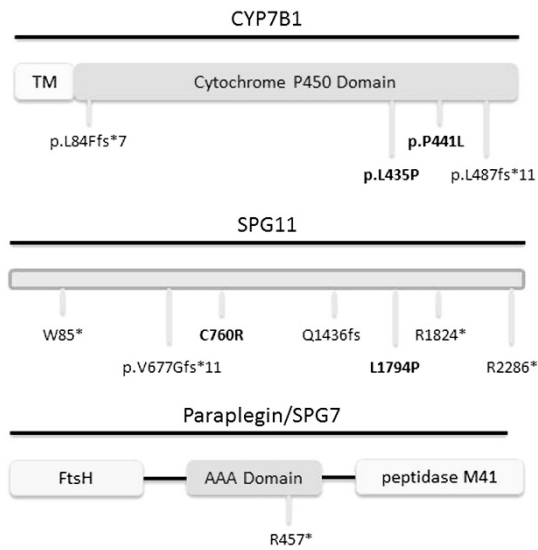 CYP7B1
TM Cytochrome P450 Domain
p.L84Ffs*7 p.P441L
p.L435P p.L487fs*11
SPG11
W85* C760R Q1436fs R1824*
p.V677Gfs*11 L1794P R2286*
Paraplegin/SPG7
FtsH AAA Domain peptidase M41
R457*